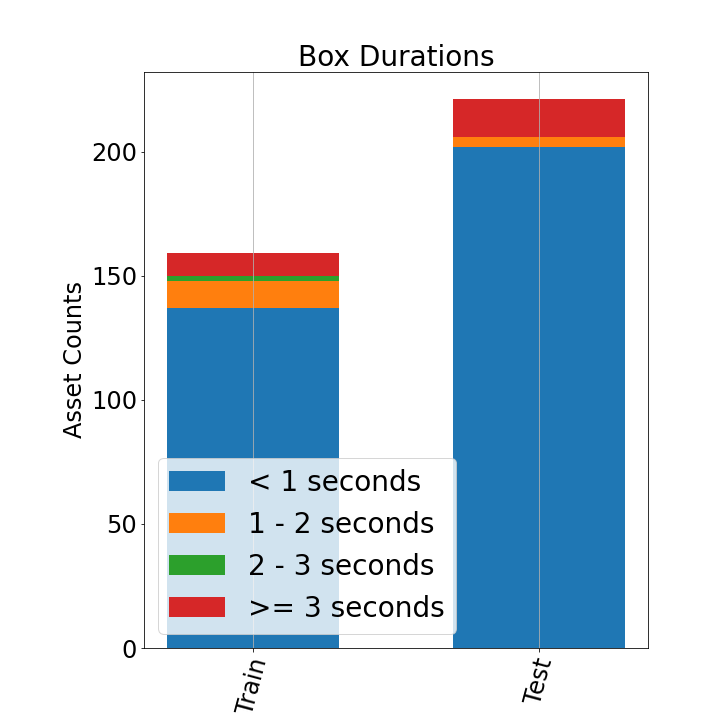 Box Durations
Asset Counts
200
150
100
50
0
< 1 seconds
1 - 2 seconds
2 - 3 seconds
>= 3 seconds
Train
Test